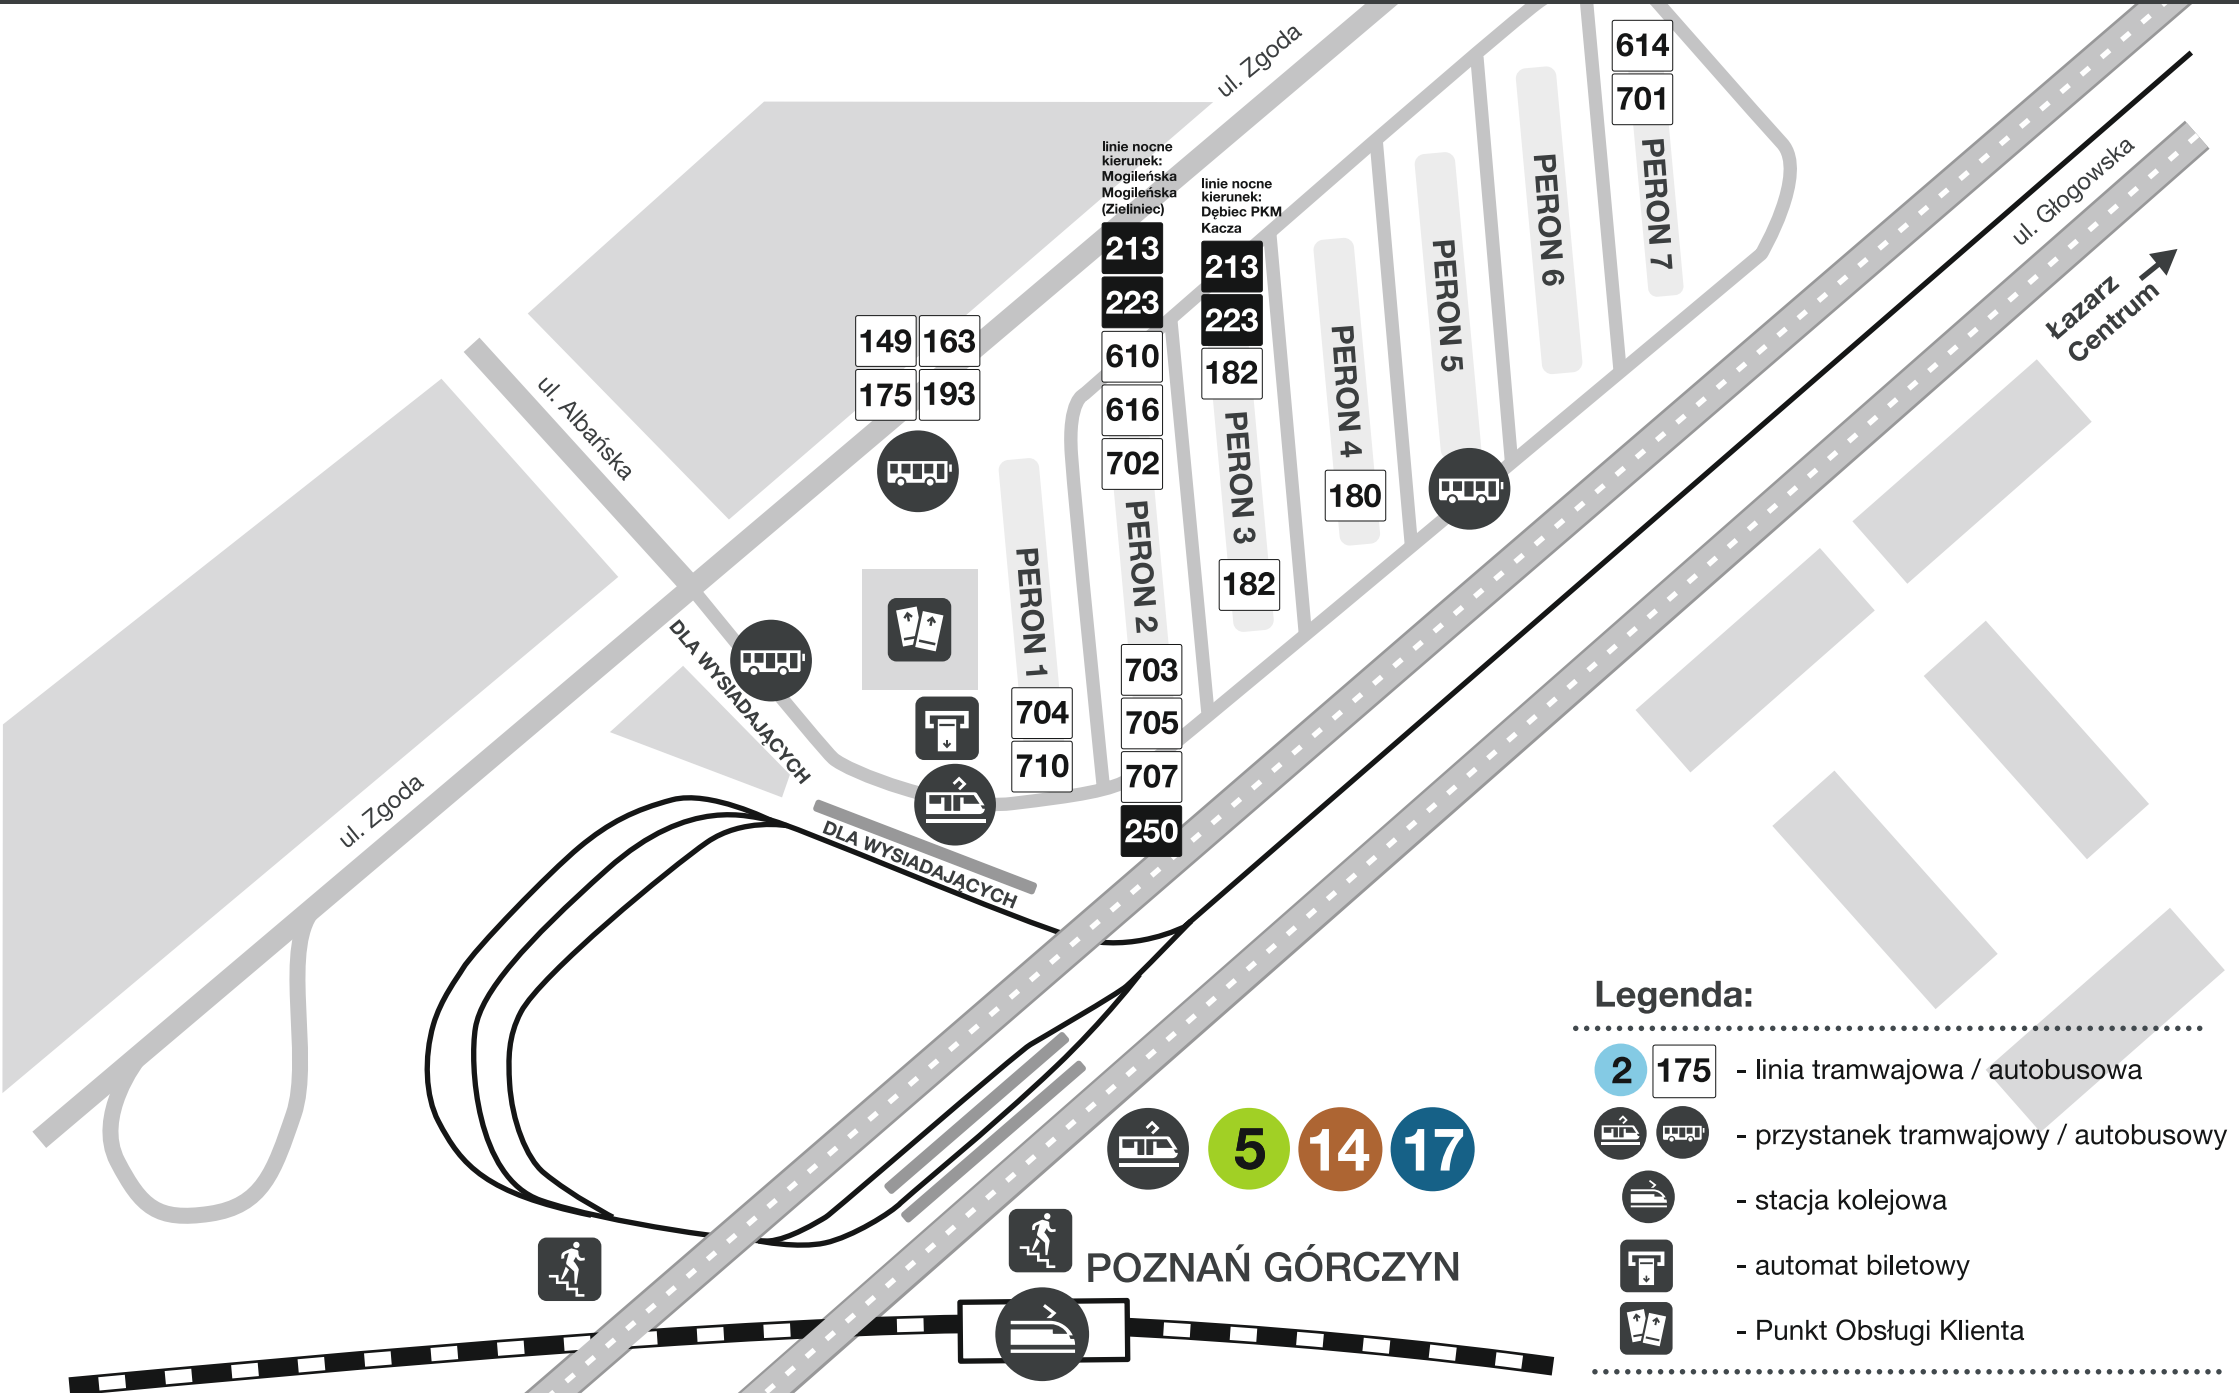 ul. Zgoda
614
701
PERON 7
PERON 6
PERON 5
PERON 4
180
linie nocne
kierunek:
Mogileńska
Mogileńska
(Zieliniec)
213
223
610
616
702
PERON 2
703
705
707
250
linie nocne
kierunek:
Dębiec PKM
Kacza
213
223
182
PERON 3
182
149 163
175 193
PERON 1
704
710
ul. Albańska
DLA WYSIADAJĄCYCH
DLA WYSIADAJĄCYCH
ul. Zgoda
ul. Głogowska
Łazarz
Centrum
5 14 17
POZNAŃ GÓRCZYN
Legenda:
2 175 - linia tramwajowa / autobusowa
- przystanek tramwajowy / autobusowy
- stacja kolejowa
- automat biletowy
- Punkt Obsługi Klienta